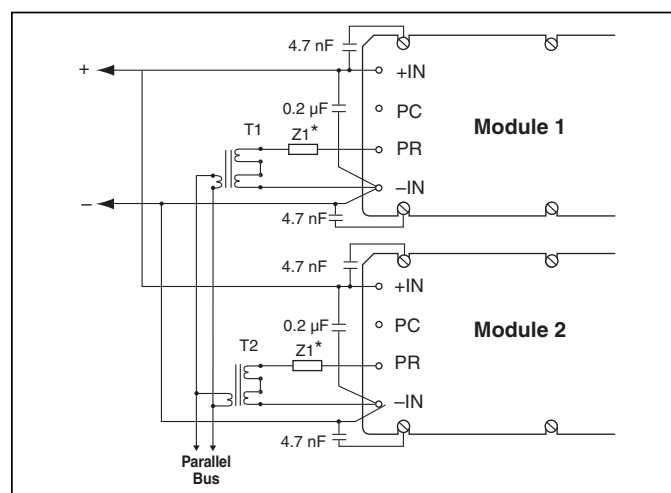 4.7 nF
+
+IN
0.2 µF
PC
T1
Z1*
Module 1
PR
–
–IN
4.7 nF
4.7 nF
+IN
0.2 µF
PC
Module 2
T2
Z1*
PR
–IN
4.7 nF
Parallel
Bus